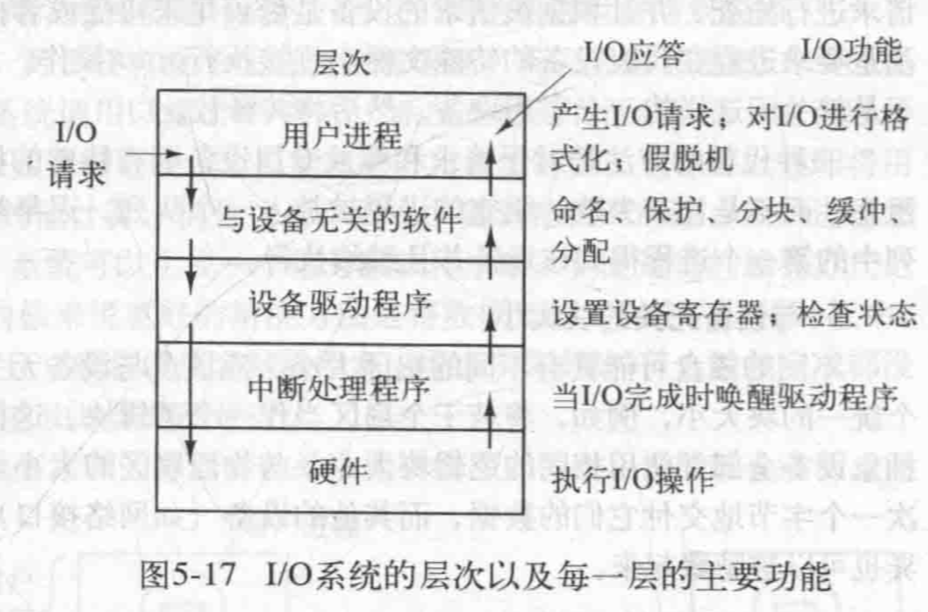 层次
I/O应答
I/O功能
I/O
请求
用户进程
产生I/O请求；对I/O进行格
式化；假脱机
与设备无关的软件
命名、保护、分块、缓冲、
分配
设备驱动程序
设置设备寄存器；检查状态
中断处理程序
当I/O完成时唤醒驱动程序
硬件
执行I/O操作
图5-17 I/O系统的层次以及每一层的主要功能